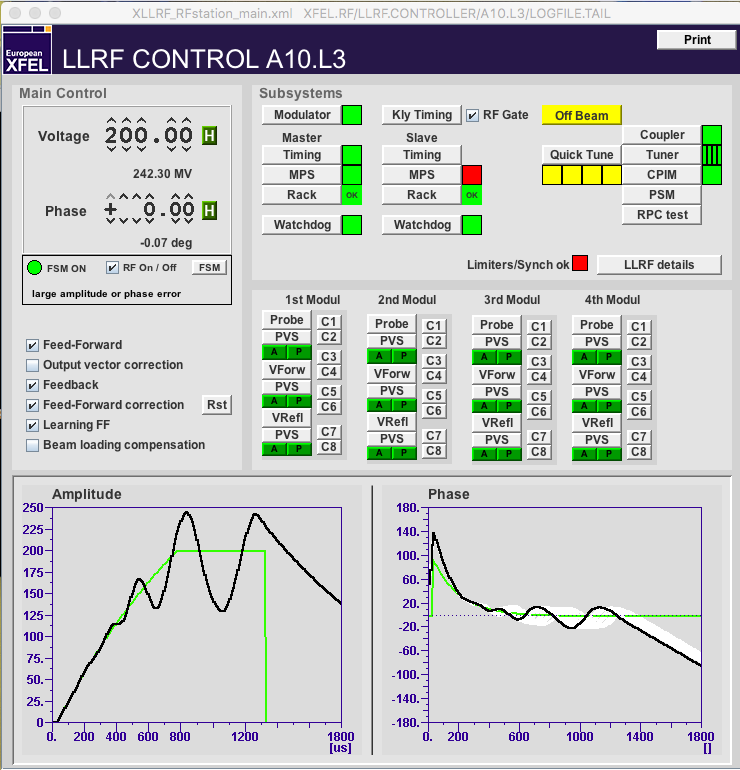 XLLRF_RFstation_main.xml XFEL.RF/LLRF.CONTROLLER/A10.L3/LOGFILE.TAIL
European
XFEL
LLRF CONTROL A10.L3
Print
Main Control
Voltage 200.00 H
242.30 MV
Phase + 0.00 H
-0.07 deg
FSM ON RF On / Off FSM
large amplitude or phase error
Feed-Forward
Output vector correction
Feedback
Feed-Forward correction Rst
Learning FF
Beam loading compensation
Subsystems
Modulator Kly Timing RF Gate Off Beam
Master Slave Coupler
Timing Timing Quick Tune Tuner
MPS MPS CPIM
Rack OK Rack OK PSM
RPC test
Watchdog Watchdog
Limiters/Synch ok LLRF details
1st Modul 2nd Modul 3rd Modul 4th Modul
Probe C1 Probe C1 Probe C1 Probe C1
PVS C2 PVS C2 PVS C2 PVS C2
A P C3 A P C3 A P C3 A P C3
VForw C4 VForw C4 VForw C4 VForw C4
PVS C5 PVS C5 PVS C5 PVS C5
A P C6 A P C6 A P C6 A P C6
VRefl VRefl VRefl VRefl
PVS C7 PVS C7 PVS C7 PVS C7
A P C8 A P C8 A P C8 A P C8
Amplitude
250
225
200
175
150
125
100
75.
50.
25.
0.
0. 200 400 600 800 1200 1800
[us]
Phase
180.
140.
100.
60.
20.
-20.
-60.
-100.
-140.
-180.
0. 200 600 1000 1400 1800
[]